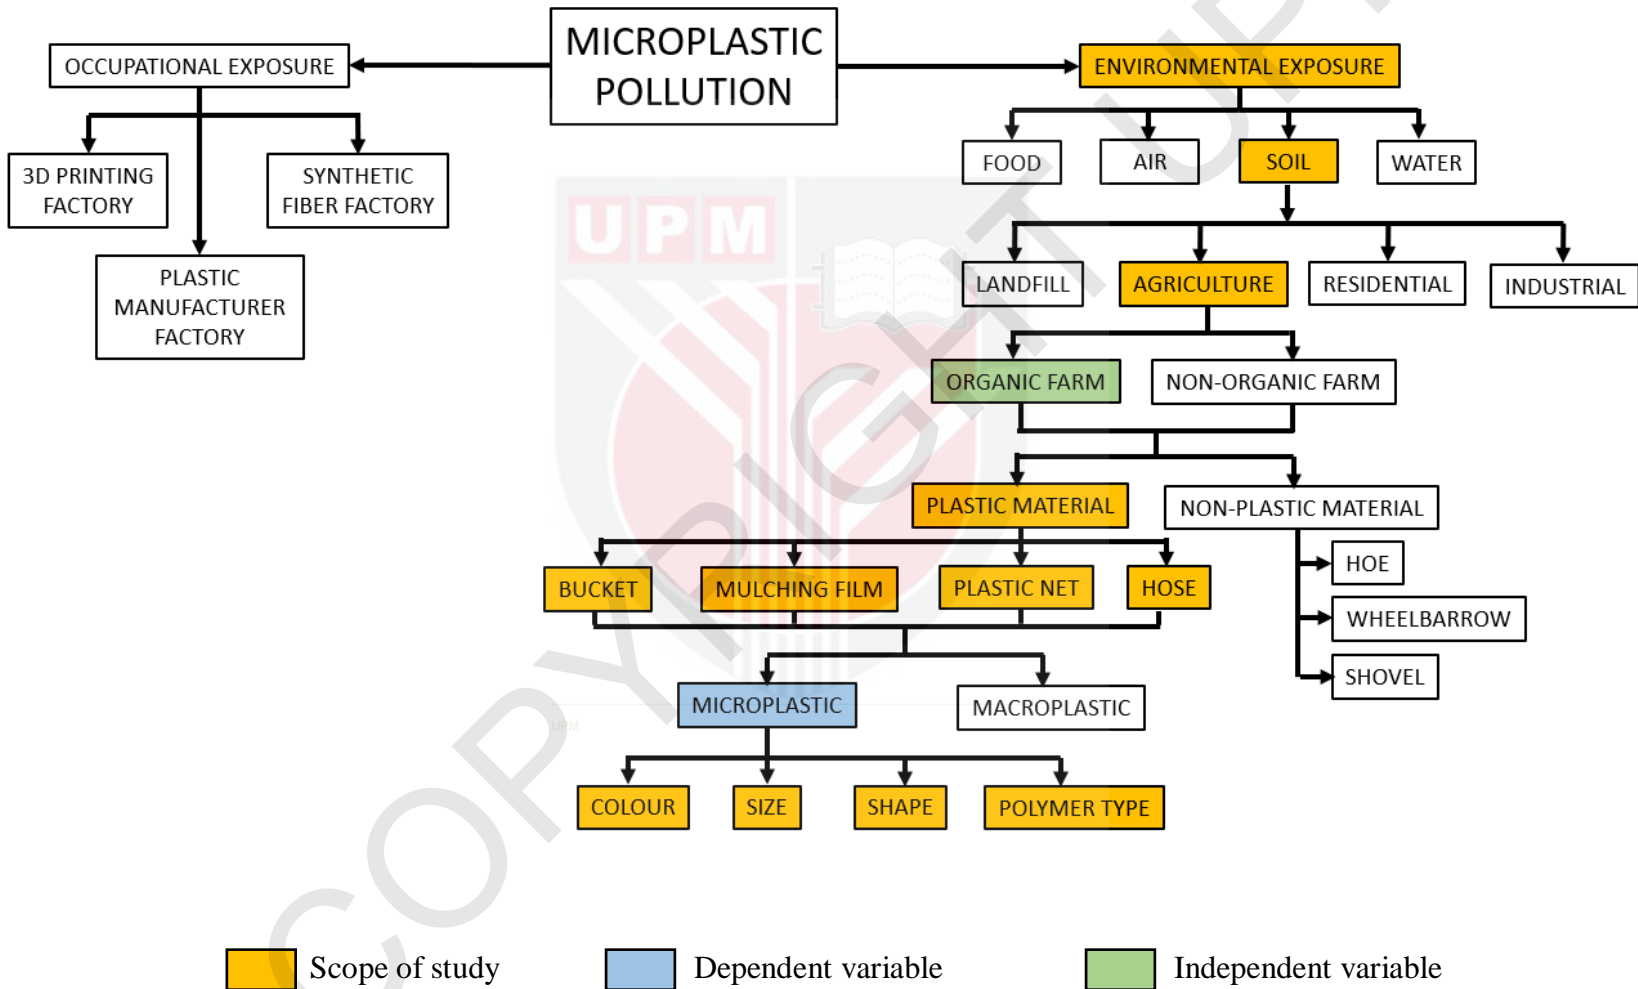 MICROPLASTIC
POLLUTION
OCCUPATIONAL EXPOSURE
ENVIRONMENTAL EXPOSURE
3D PRINTING
FACTORY
SYNTHETIC
FIBER FACTORY
PLASTIC
MANUFACTURER
FACTORY
FOOD
AIR
SOIL
WATER
LANDFILL
AGRICULTURE
RESIDENTIAL
INDUSTRIAL
ORGANIC FARM
NON-ORGANIC FARM
PLASTIC MATERIAL
NON-PLASTIC MATERIAL
BUCKET
MULCHING FILM
PLASTIC NET
HOSE
HOE
WHEELBARROW
SHOVEL
MICROPLASTIC
MACROPLASTIC
COLOUR
SIZE
SHAPE
POLYMER TYPE
Scope of study
Dependent variable
Independent variable
UPM
UPM
COPYRIGHT UPM